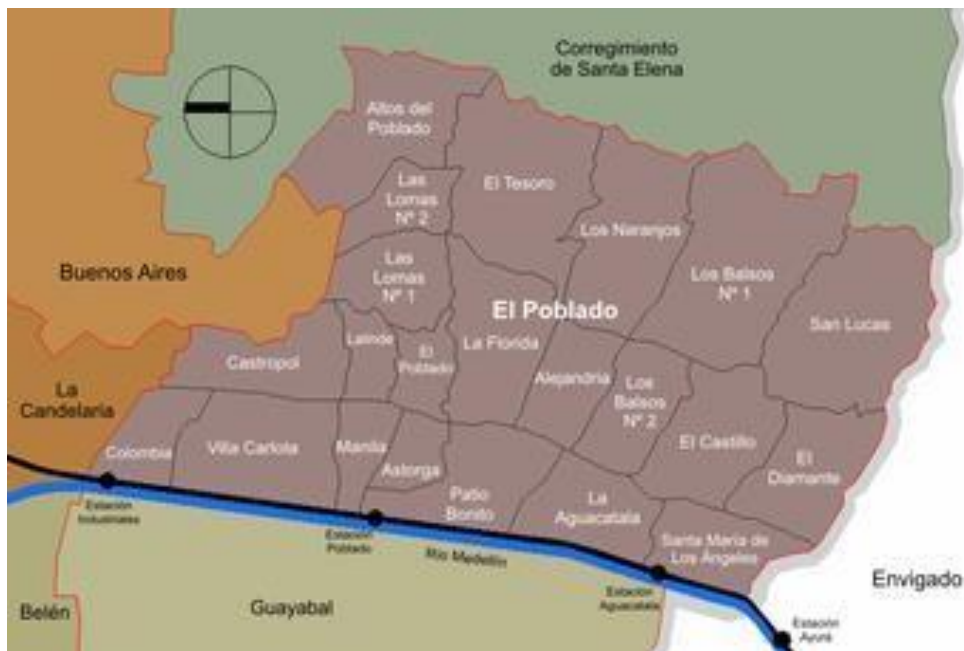 Corregimiento
de Santa Elena
Altos del
Poblado
Las
Lomas
Nº 2
El Tesoro
Los Naranjos
Buenos Aires
Las
Lomas
Nº 1
Los Balsos
Nº 1
El Poblado
San Lucas
Castropol
Lalinde
El
Poblado
La Florida
Alejandría
Los
Balsos
Nº 2
La
Candelaria
Colombia
Villa Carlota
Manila
Astorga
El Castillo
El
Diamante
Patio
Bonito
La
Aguacatala
Santa María de
Los Ángeles
Estación
Industriales
Estación
Poblado
Río Medellín
Estación
Aguacatala
Envigado
Belén
Guayabal
Estación
Ayurá